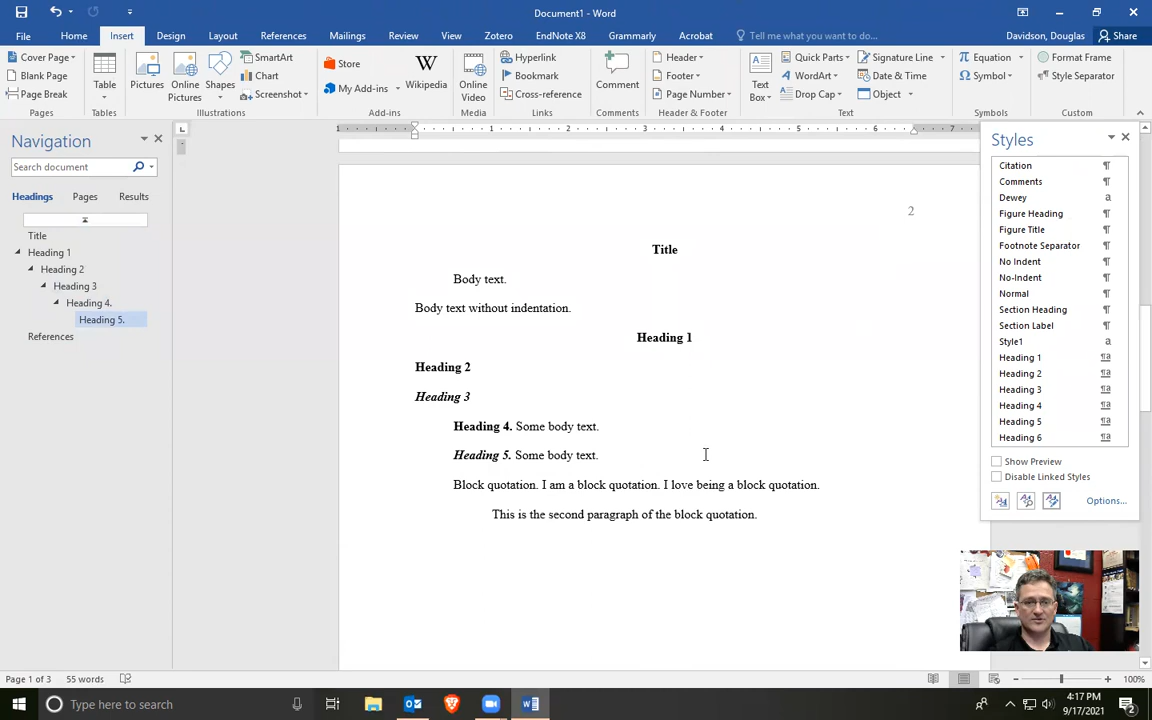 Document1 - Word
File Home Insert Design Layout References Mailings Review View Zotero EndNote X8 Grammarly Acrobat Tell me what you want to do... Davidson, Douglas Share
Cover Page
Blank Page
Page Break
Pages
Table
Tables
Pictures
Online Pictures
Shapes
SmartArt
Chart
Screenshot
Illustrations
Store
My Add-ins
Wikipedia
Add-ins
Online Video
Media
Hyperlink
Bookmark
Cross-reference
Links
Comment
Comments
Header
Footer
Page Number
Header & Footer
Text Box
Quick Parts
WordArt
Drop Cap
Signature Line
Date & Time
Object
Text
Equation
Symbol
Symbols
Format Frame
Style Separator
Custom
Navigation
Search document
Headings Pages Results
Title
Heading 1
Heading 2
Heading 3
Heading 4.
Heading 5.
References
1 1 2 3 4 5 6 7
2
Title
Body text.
Body text without indentation.
Heading 1
Heading 2
Heading 3
Heading 4. Some body text.
Heading 5. Some body text.
Block quotation. I am a block quotation. I love being a block quotation.
This is the second paragraph of the block quotation.
Styles
Citation
Comments
Dewey a
Figure Heading
Figure Title
Footnote Separator
No Indent
No-Indent
Normal
Section Heading
Section Label
Style1 a
Heading 1
Heading 2
Heading 3
Heading 4
Heading 5
Heading 6
Show Preview
Disable Linked Styles
Options...
Page 1 of 3 55 words 100%
Type here to search
4:17 PM
9/17/2021
2